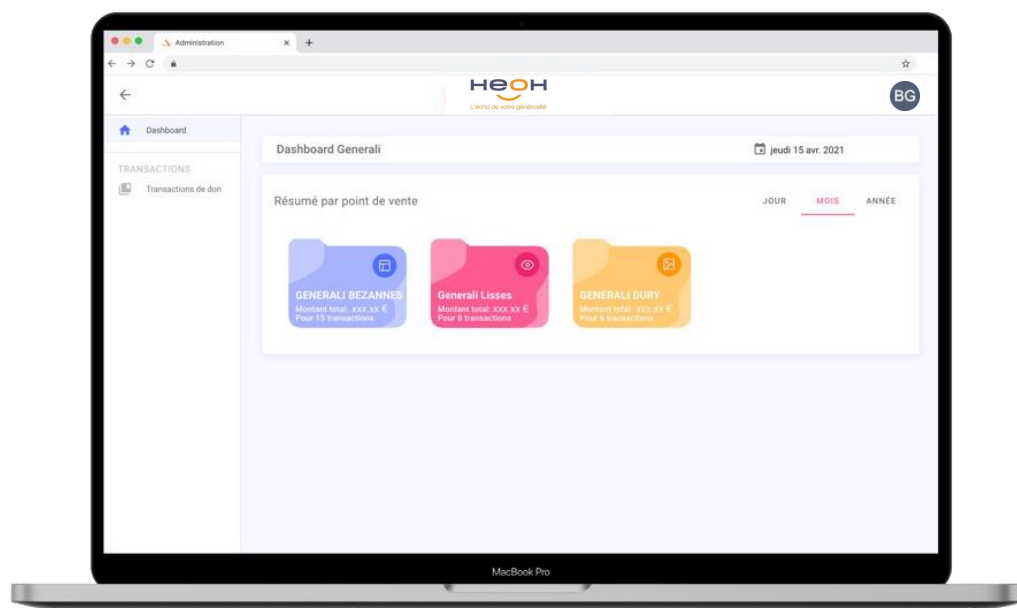 Administration
HeOH
L'écho de votre générosité
BG
Dashboard
TRANSACTIONS
Transactions de don
Dashboard Generali
jeudi 15 avr. 2021
Résumé par point de vente
JOUR MOIS ANNÉE
GENERALI BEZANNES
Montant total: xxx.xx €
Pour 15 transactions
Generali Lisses
Montant total: xxx.xx €
Pour 8 transactions
GENERALI DURY
Montant total: xxx.xx €
Pour 6 transactions
MacBook Pro